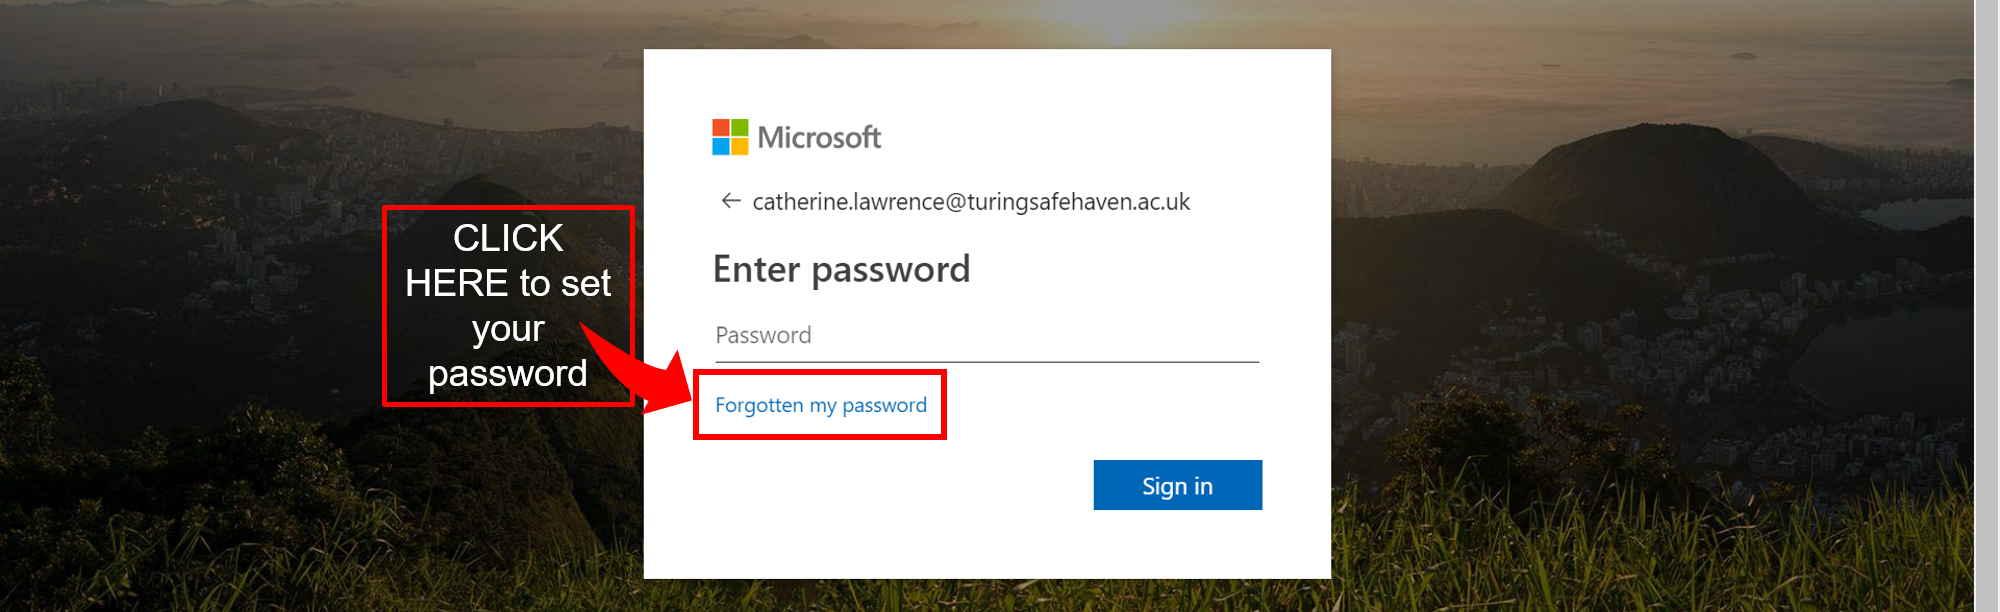 Microsoft
← catherine.lawrence@turingsafehaven.ac.uk
Enter password
Password
CLICK
HERE to set
your
password
Forgotten my password
Sign in